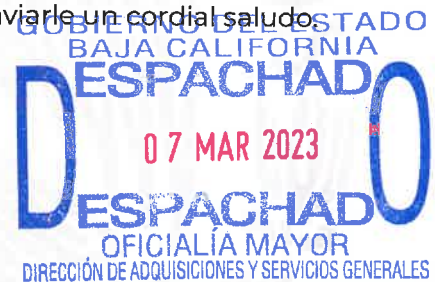 viarle un cordial saludo.
GOBIERNO DEL ESTADO
BAJA CALIFORNIA
DESPACHADO
07 MAR 2023
DESPACHADO
OFICIALÍA MAYOR
DIRECCIÓN DE ADQUISICIONES Y SERVICIOS GENERALES